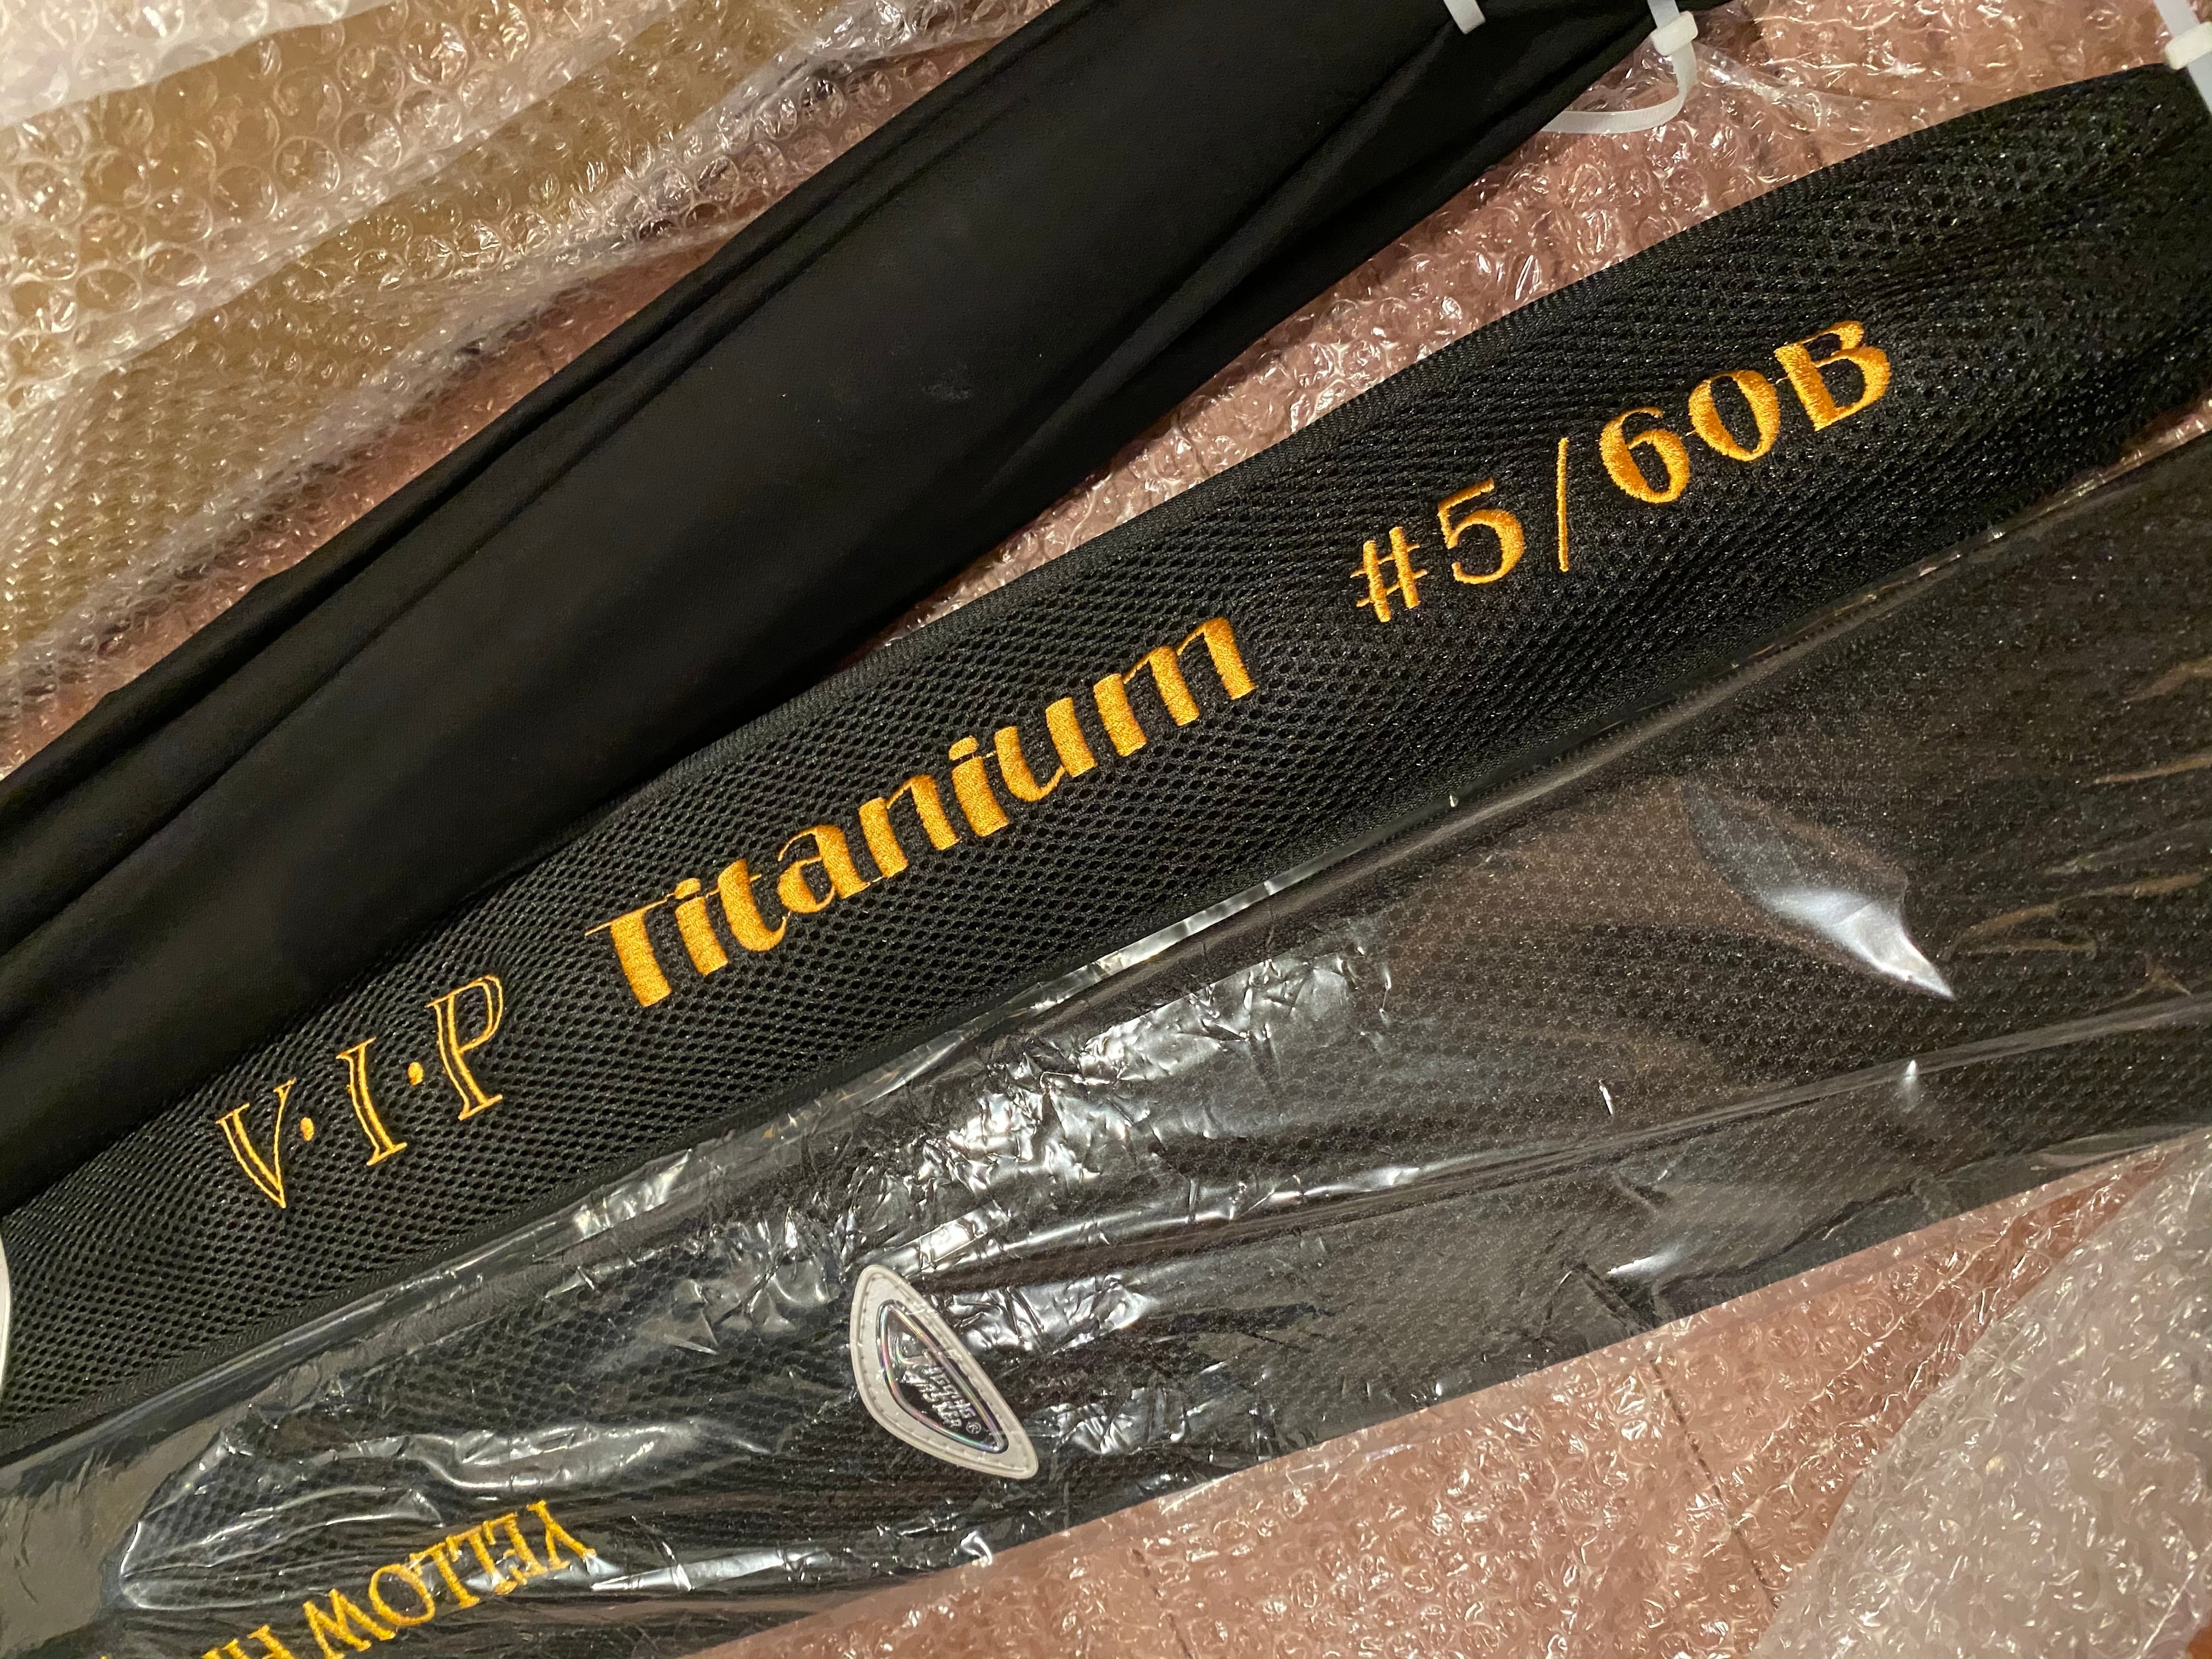 V·I·P Titanium #5/60B
YELLOW